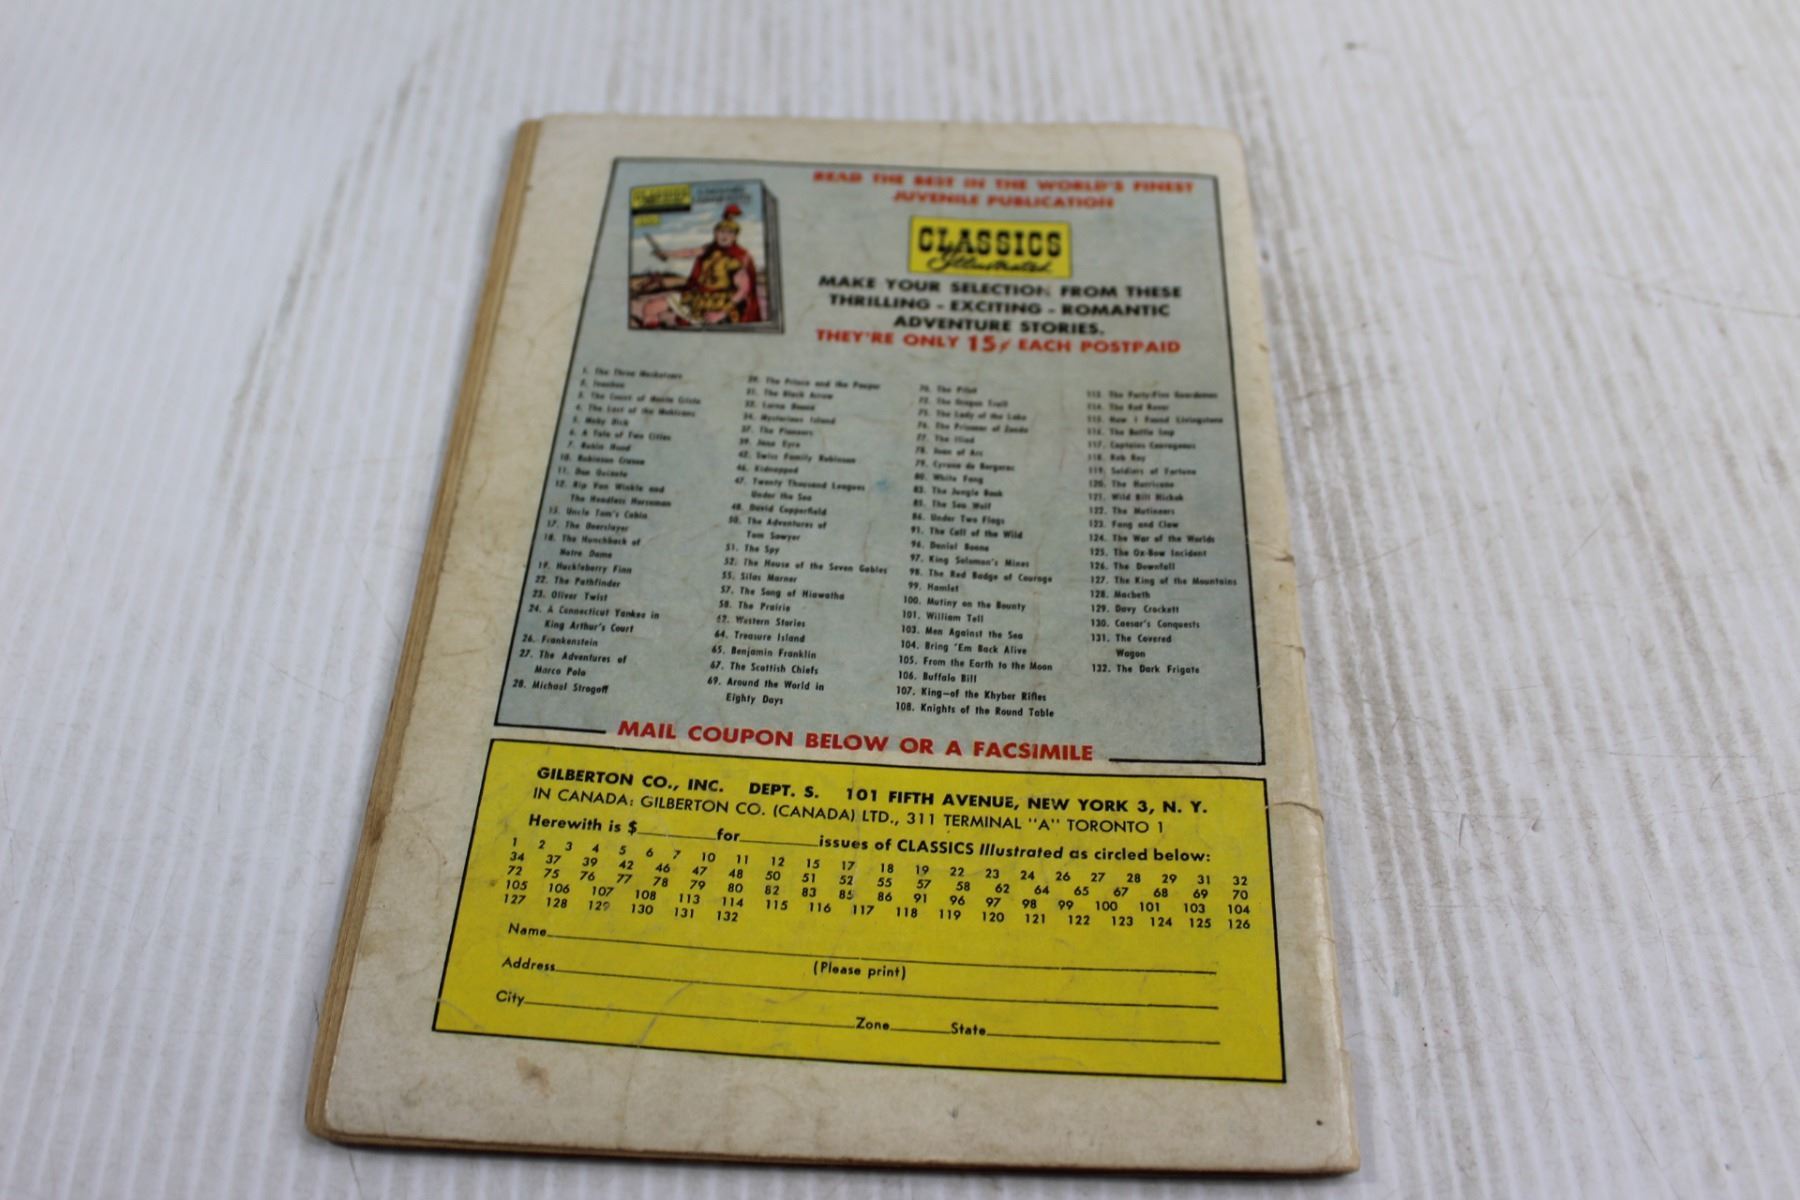 READ THE BEST IN THE WORLD'S FINEST
JUVENILE PUBLICATION
CLASSICS
Illustrated
MAKE YOUR SELECTION FROM THESE
THRILLING - EXCITING - ROMANTIC
ADVENTURE STORIES.
THEY'RE ONLY 15¢ EACH POSTPAID
1. The Three Musketeers
2. Ivanhoe
3. The Count of Monte Cristo
4. The Last of the Mohicans
5. Moby Dick
6. A Tale of Two Cities
7. Robin Hood
10. Robinson Crusoe
11. Don Quixote
12. Rip Van Winkle and
The Headless Horseman
15. Uncle Tom's Cabin
17. The Deerslayer
18. The Hunchback of
Notre Dame
19. Huckleberry Finn
22. The Pathfinder
23. Oliver Twist
24. A Connecticut Yankee in
King Arthur's Court
26. Frankenstein
27. The Adventures of
Marco Polo
28. Michael Strogoff
29. The Prince and the Pauper
31. The Black Arrow
32. Lorna Doone
34. Mysterious Island
37. The Pioneers
39. Jane Eyre
42. Swiss Family Robinson
46. Kidnapped
47. Twenty Thousand Leagues
Under the Sea
48. David Copperfield
50. The Adventures of
Tom Sawyer
51. The Spy
52. The House of the Seven Gables
55. Silas Marner
57. The Song of Hiawatha
58. The Prairie
62. Western Stories
64. Treasure Island
65. Benjamin Franklin
67. The Scottish Chiefs
69. Around the World in
Eighty Days
70. The Pilot
72. The Oregon Trail
75. The Lady of the Lake
76. The Prisoner of Zenda
77. The Iliad
78. Joan of Arc
79. Cyrano de Bergerac
80. White Fang
83. The Jungle Book
85. The Sea Wolf
86. Under Two Flags
91. The Call of the Wild
96. Daniel Boone
97. King Solomon's Mines
98. The Red Badge of Courage
99. Hamlet
100. Mutiny on the Bounty
101. William Tell
103. Men Against the Sea
104. Bring 'Em Back Alive
105. From the Earth to the Moon
106. Buffalo Bill
107. King—of the Khyber Rifles
108. Knights of the Round Table
113. The Forty-Five Guardsmen
114. The Red Rover
115. How I Found Livingstone
116. The Bottle Imp
117. Captains Courageous
118. Rob Roy
119. Soldiers of Fortune
120. The Hurricane
121. Wild Bill Hickok
122. The Mutineers
123. Fang and Claw
124. The War of the Worlds
125. The Ox-Bow Incident
126. The Downfall
127. The King of the Mountains
128. Macbeth
129. Davy Crockett
130. Caesar's Conquests
131. The Covered
Wagon
132. The Dark Frigate
MAIL COUPON BELOW OR A FACSIMILE
GILBERTON CO., INC. DEPT. S. 101 FIFTH AVENUE, NEW YORK 3, N. Y.
IN CANADA: GILBERTON CO. (CANADA) LTD., 311 TERMINAL "A" TORONTO 1
Herewith is $ for issues of CLASSICS Illustrated as circled below:
1 2 3 4 5 6 7 10 11 12 15 17 18 19 22 23 24 26 27 28 29 31 32
34 37 39 42 46 47 48 50 51 52 55 57 58 62 64 65 67 68 69 70
72 75 76 77 78 79 80 82 83 85 86 91 96 97 98 99 100 101 103 104
105 106 107 108 113 114 115 116 117 118 119 120 121 122 123 124 125 126
127 128 129 130 131 132
Name
(Please print)
Address
City Zone State